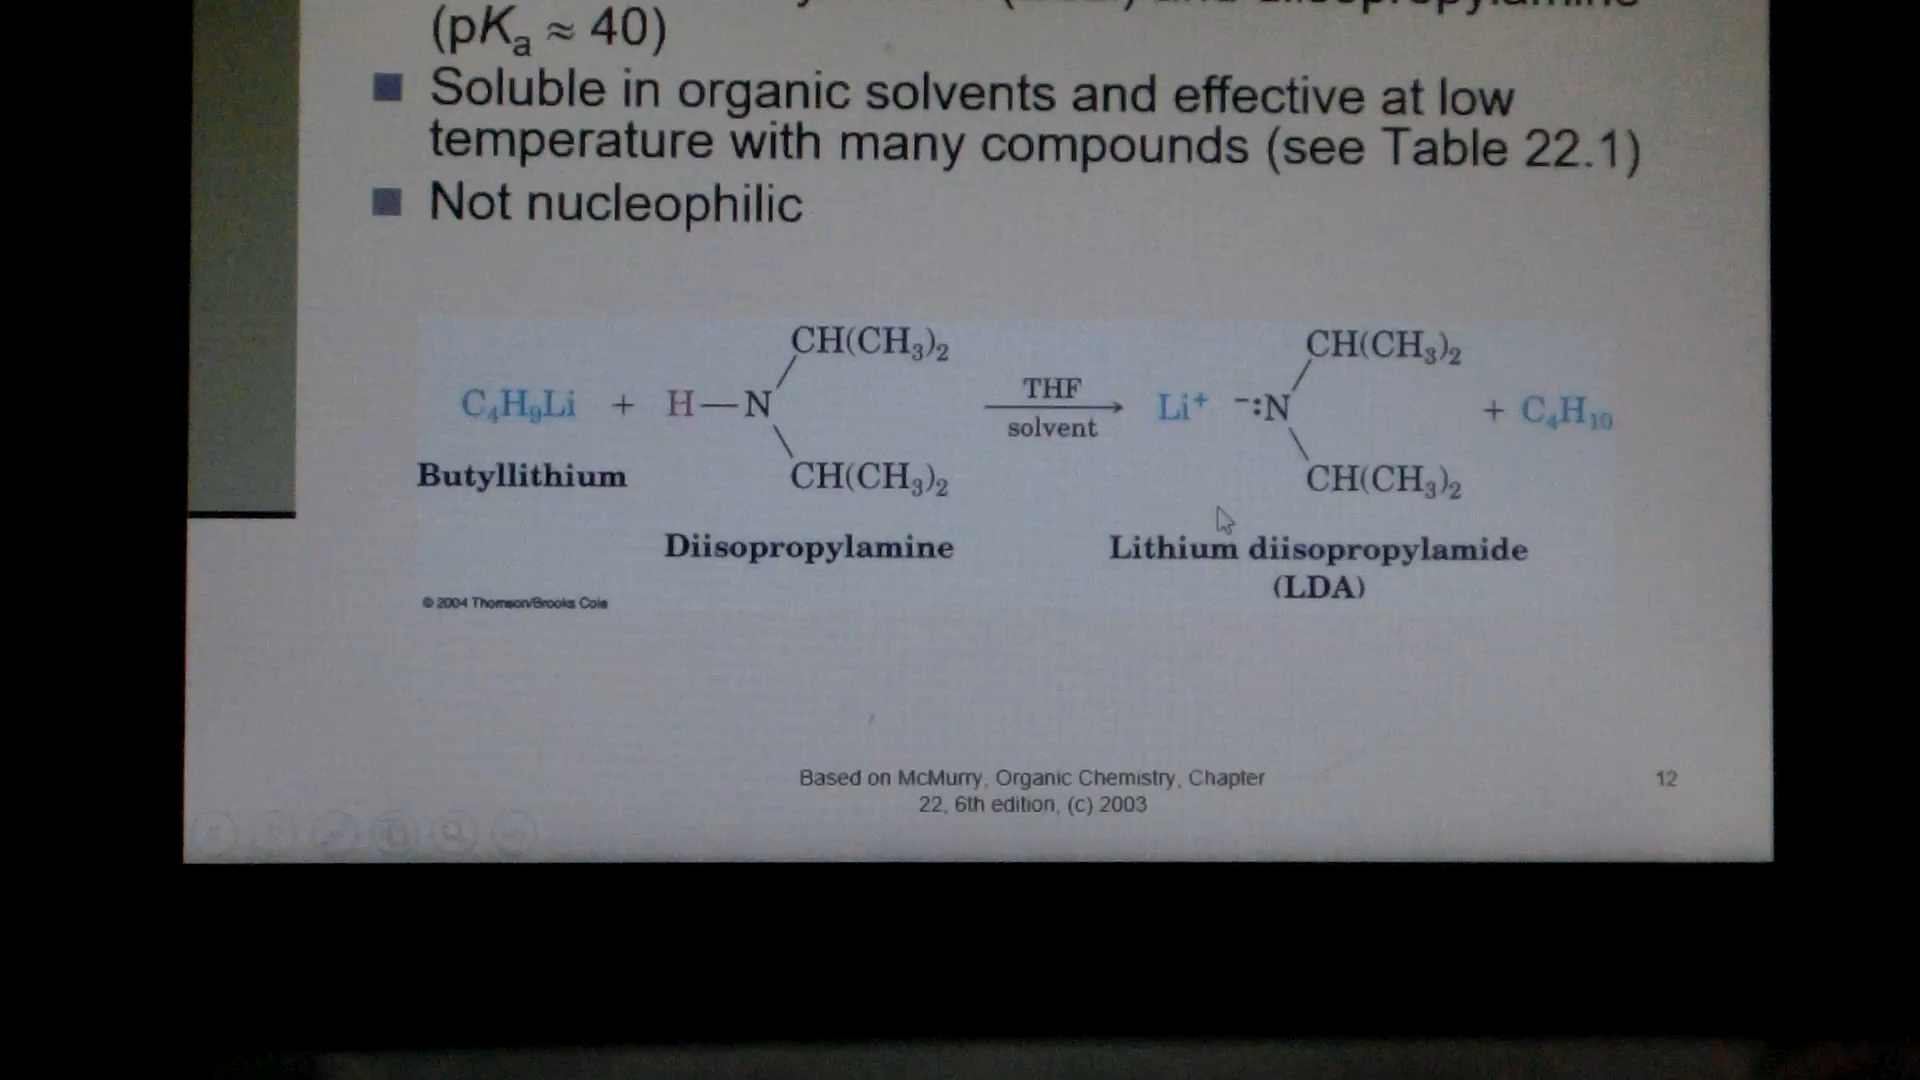 (pKa ≈ 40)
Soluble in organic solvents and effective at low
temperature with many compounds (see Table 22.1)
Not nucleophilic
CH(CH3)2 CH(CH3)2
C4H9Li + H—N THF Li+ –:N + C4H10
solvent
CH(CH3)2 CH(CH3)2
Butyllithium
Diisopropylamine Lithium diisopropylamide
(LDA)
© 2004 Thomson/Brooks Cole
Based on McMurry, Organic Chemistry, Chapter
22, 6th edition, (c) 2003
12